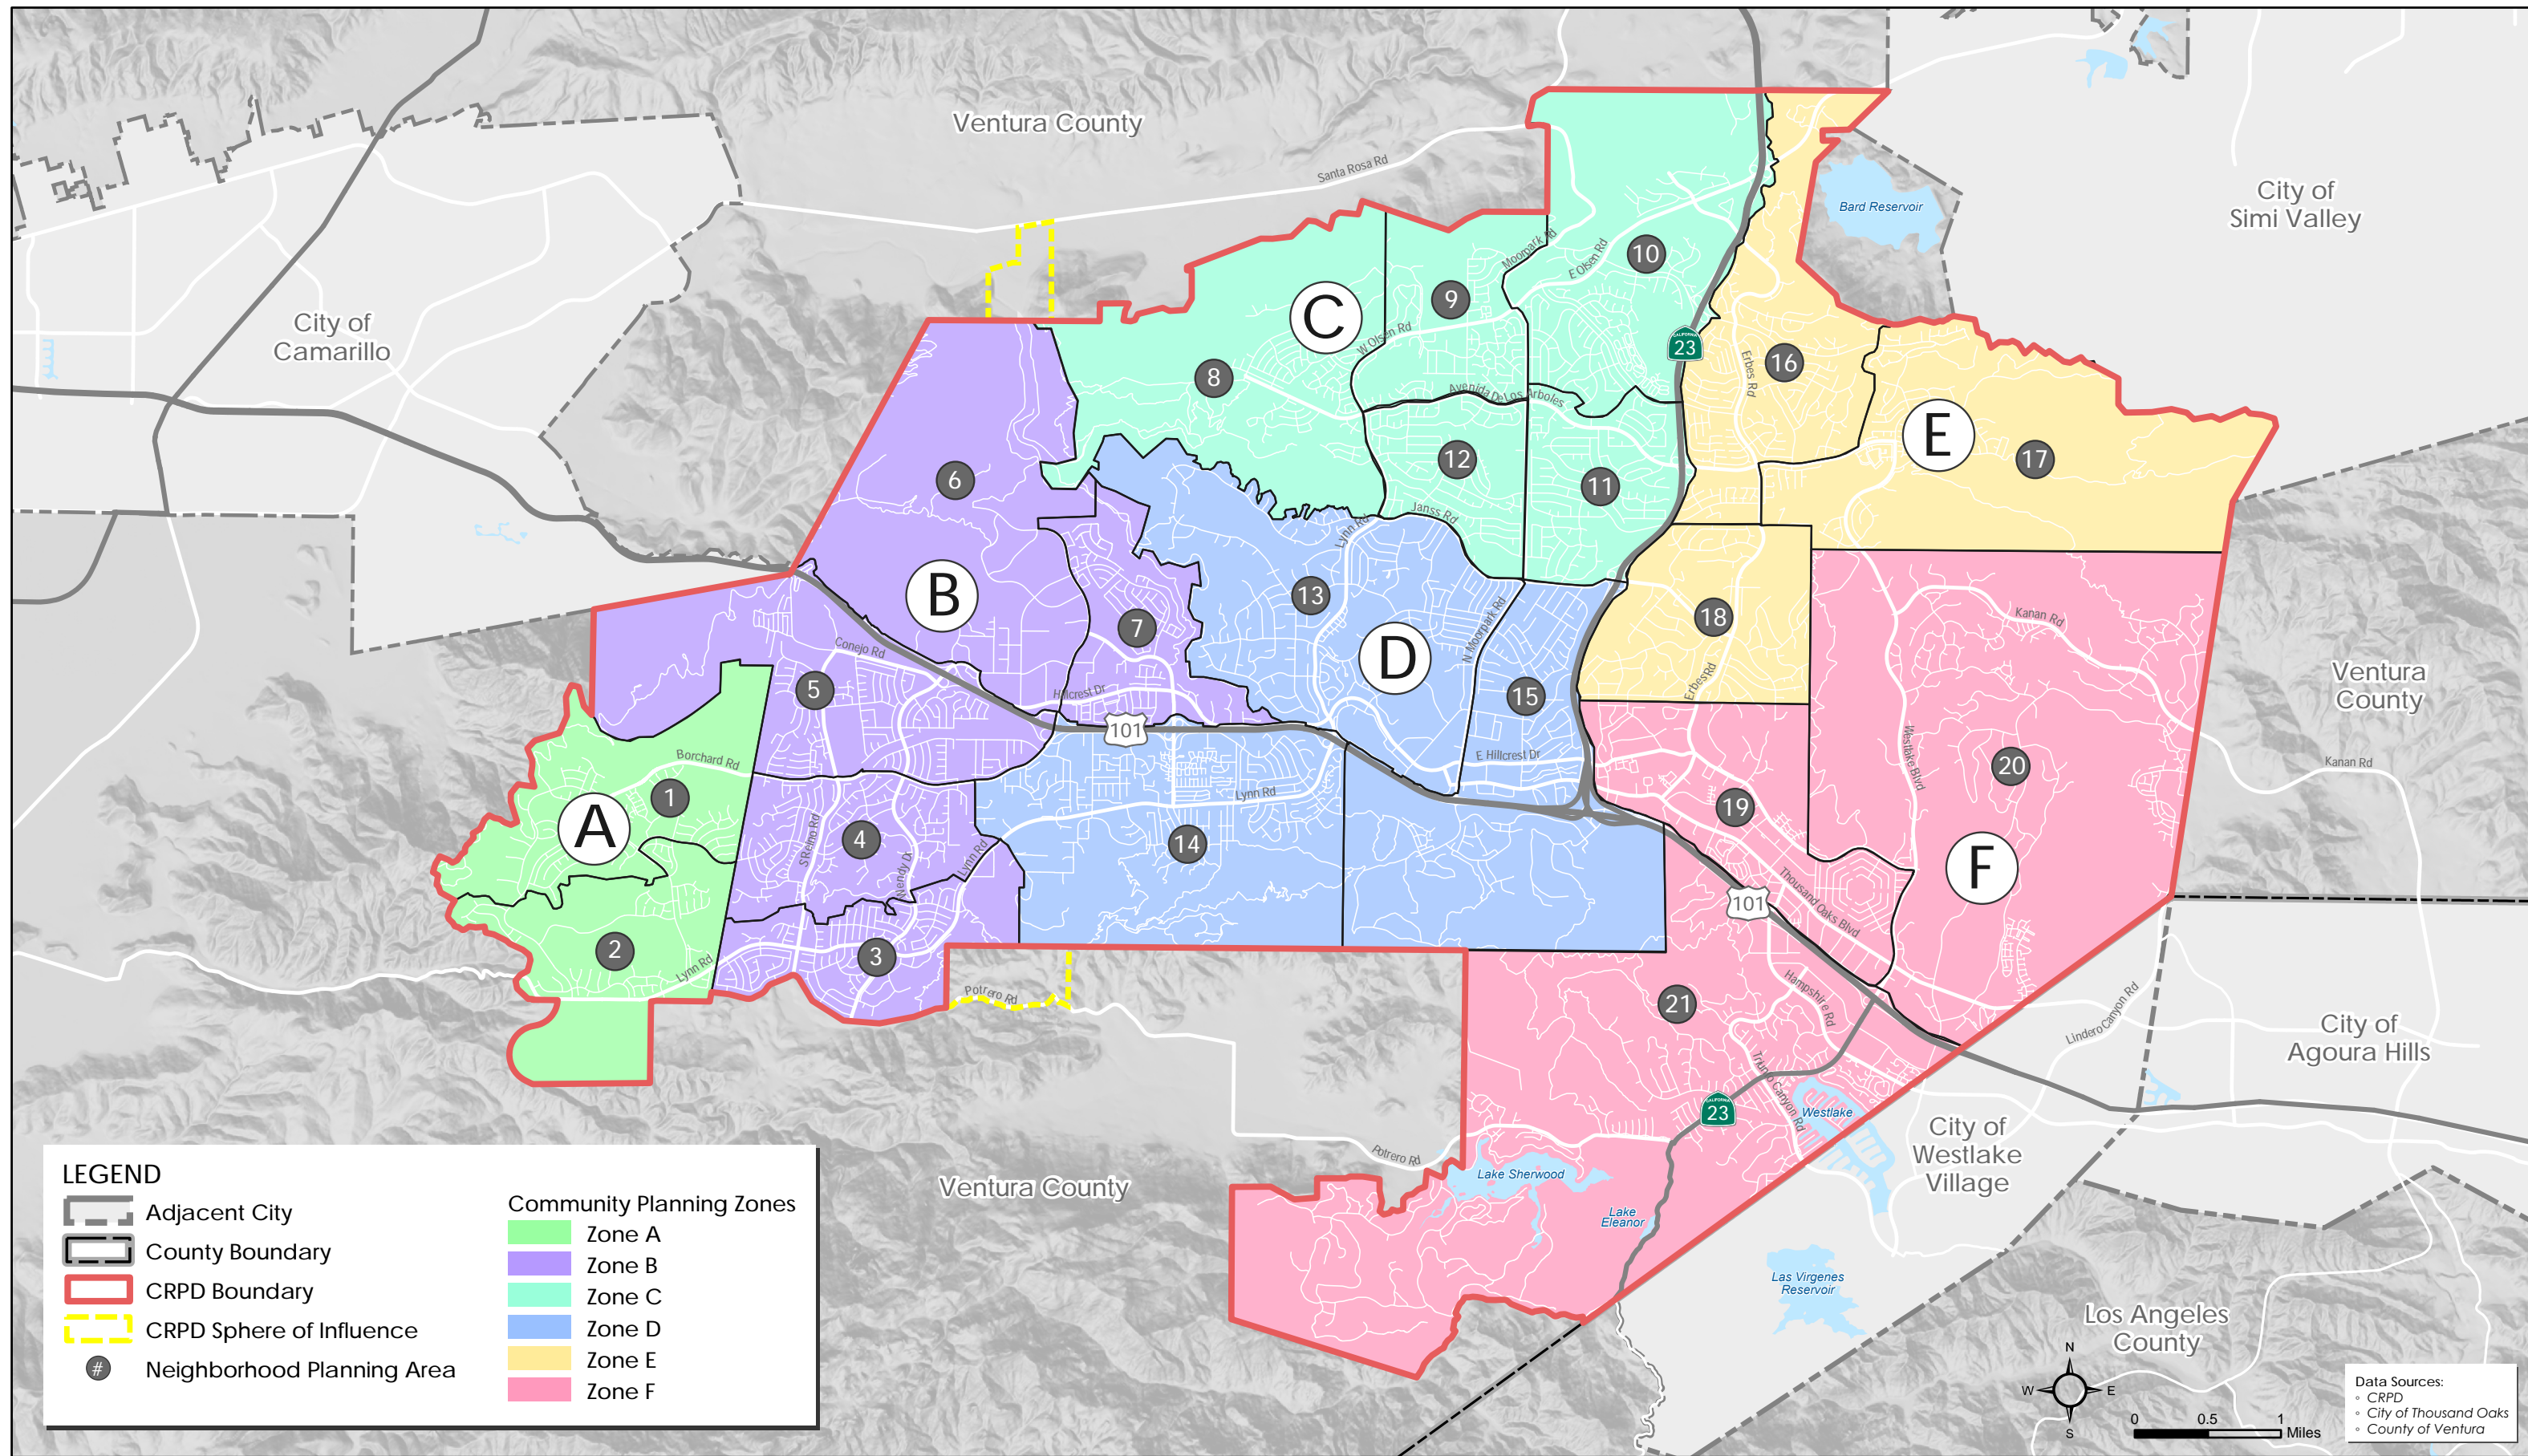 Ventura County
Santa Rosa Rd
City of
Simi Valley
Bard Reservoir
Moorpark Rd
E Olsen Rd
10
9
C
City of
Camarillo
W Olsen Rd
CALIFORNIA
23
16
Erbes Rd
8
Avenida De Los Arboles
E
17
12
11
6
Janss Rd
Lynn Rd
B
13
7
18
N Moorpark Rd
Kanan Rd
Conejo Rd
D
5
Hillcrest Dr
15
Erbes Rd
Ventura
County
101
E Hillcrest Dr
Westlake Blvd
Borchard Rd
20
Kanan Rd
1
Lynn Rd
19
A
S Reino Rd
4
14
Wendy Dr
Lynn Rd
F
Thousand Oaks Blvd
101
2
3
Lynn Rd
Potrero Rd
21
Hampshire Rd
Lindero Canyon Rd
City of
Agoura Hills
Triunfo Canyon Rd
CALIFORNIA
23
Westlake
City of
Westlake
Village
Potrero Rd
Lake Sherwood
Ventura County
Lake
Eleanor
Las Virgenes
Reservoir
Los Angeles
County
LEGEND
Adjacent City
County Boundary
CRPD Boundary
CRPD Sphere of Influence
#
Neighborhood Planning Area
Community Planning Zones
Zone A
Zone B
Zone C
Zone D
Zone E
Zone F
N
W
E
S
0
0.5
1
Miles
Data Sources:
◦ CRPD
◦ City of Thousand Oaks
◦ County of Ventura